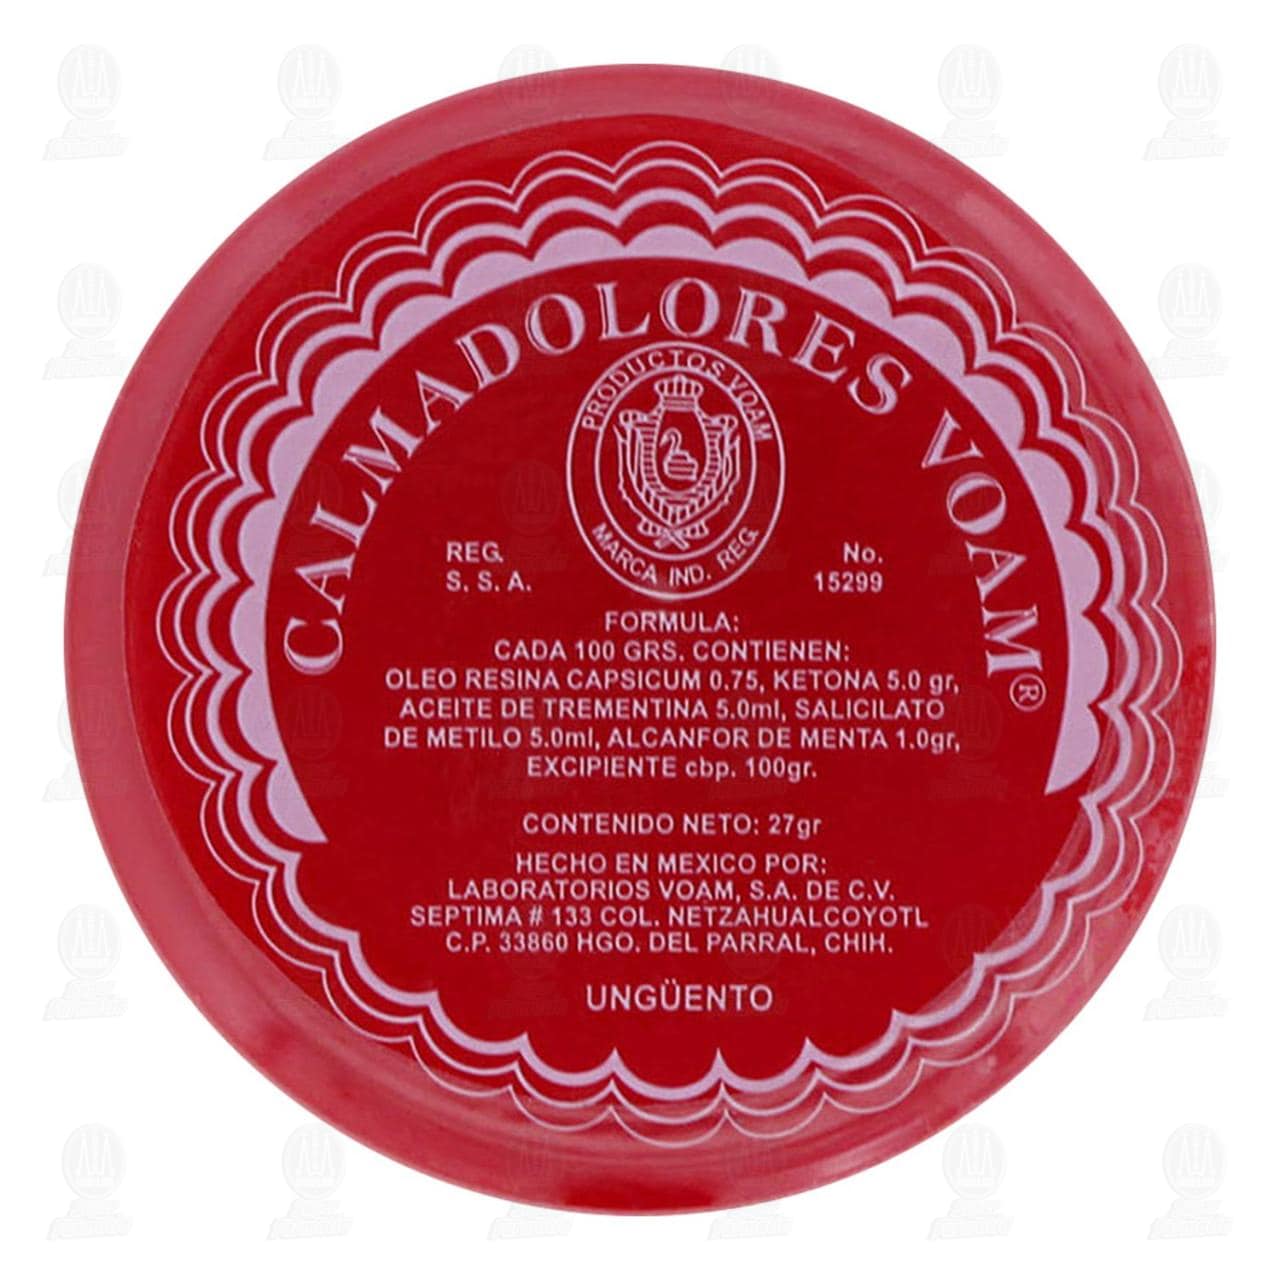 CALMADOLORES VOAM®
PRODUCTOS VOAM
MARCA IND. REG.
REG. No.
S. S. A. 15299
FORMULA:
CADA 100 GRS. CONTIENEN:
OLEO RESINA CAPSICUM 0.75, KETONA 5.0 gr,
ACEITE DE TREMENTINA 5.0ml, SALICILATO
DE METILO 5.0ml, ALCANFOR DE MENTA 1.0gr,
EXCIPIENTE cbp. 100gr.
CONTENIDO NETO: 27gr
HECHO EN MEXICO POR:
LABORATORIOS VOAM, S.A. DE C.V.
SEPTIMA # 133 COL. NETZAHUALCOYOTL
C.P. 33860 HGO. DEL PARRAL, CHIH.
UNGÜENTO